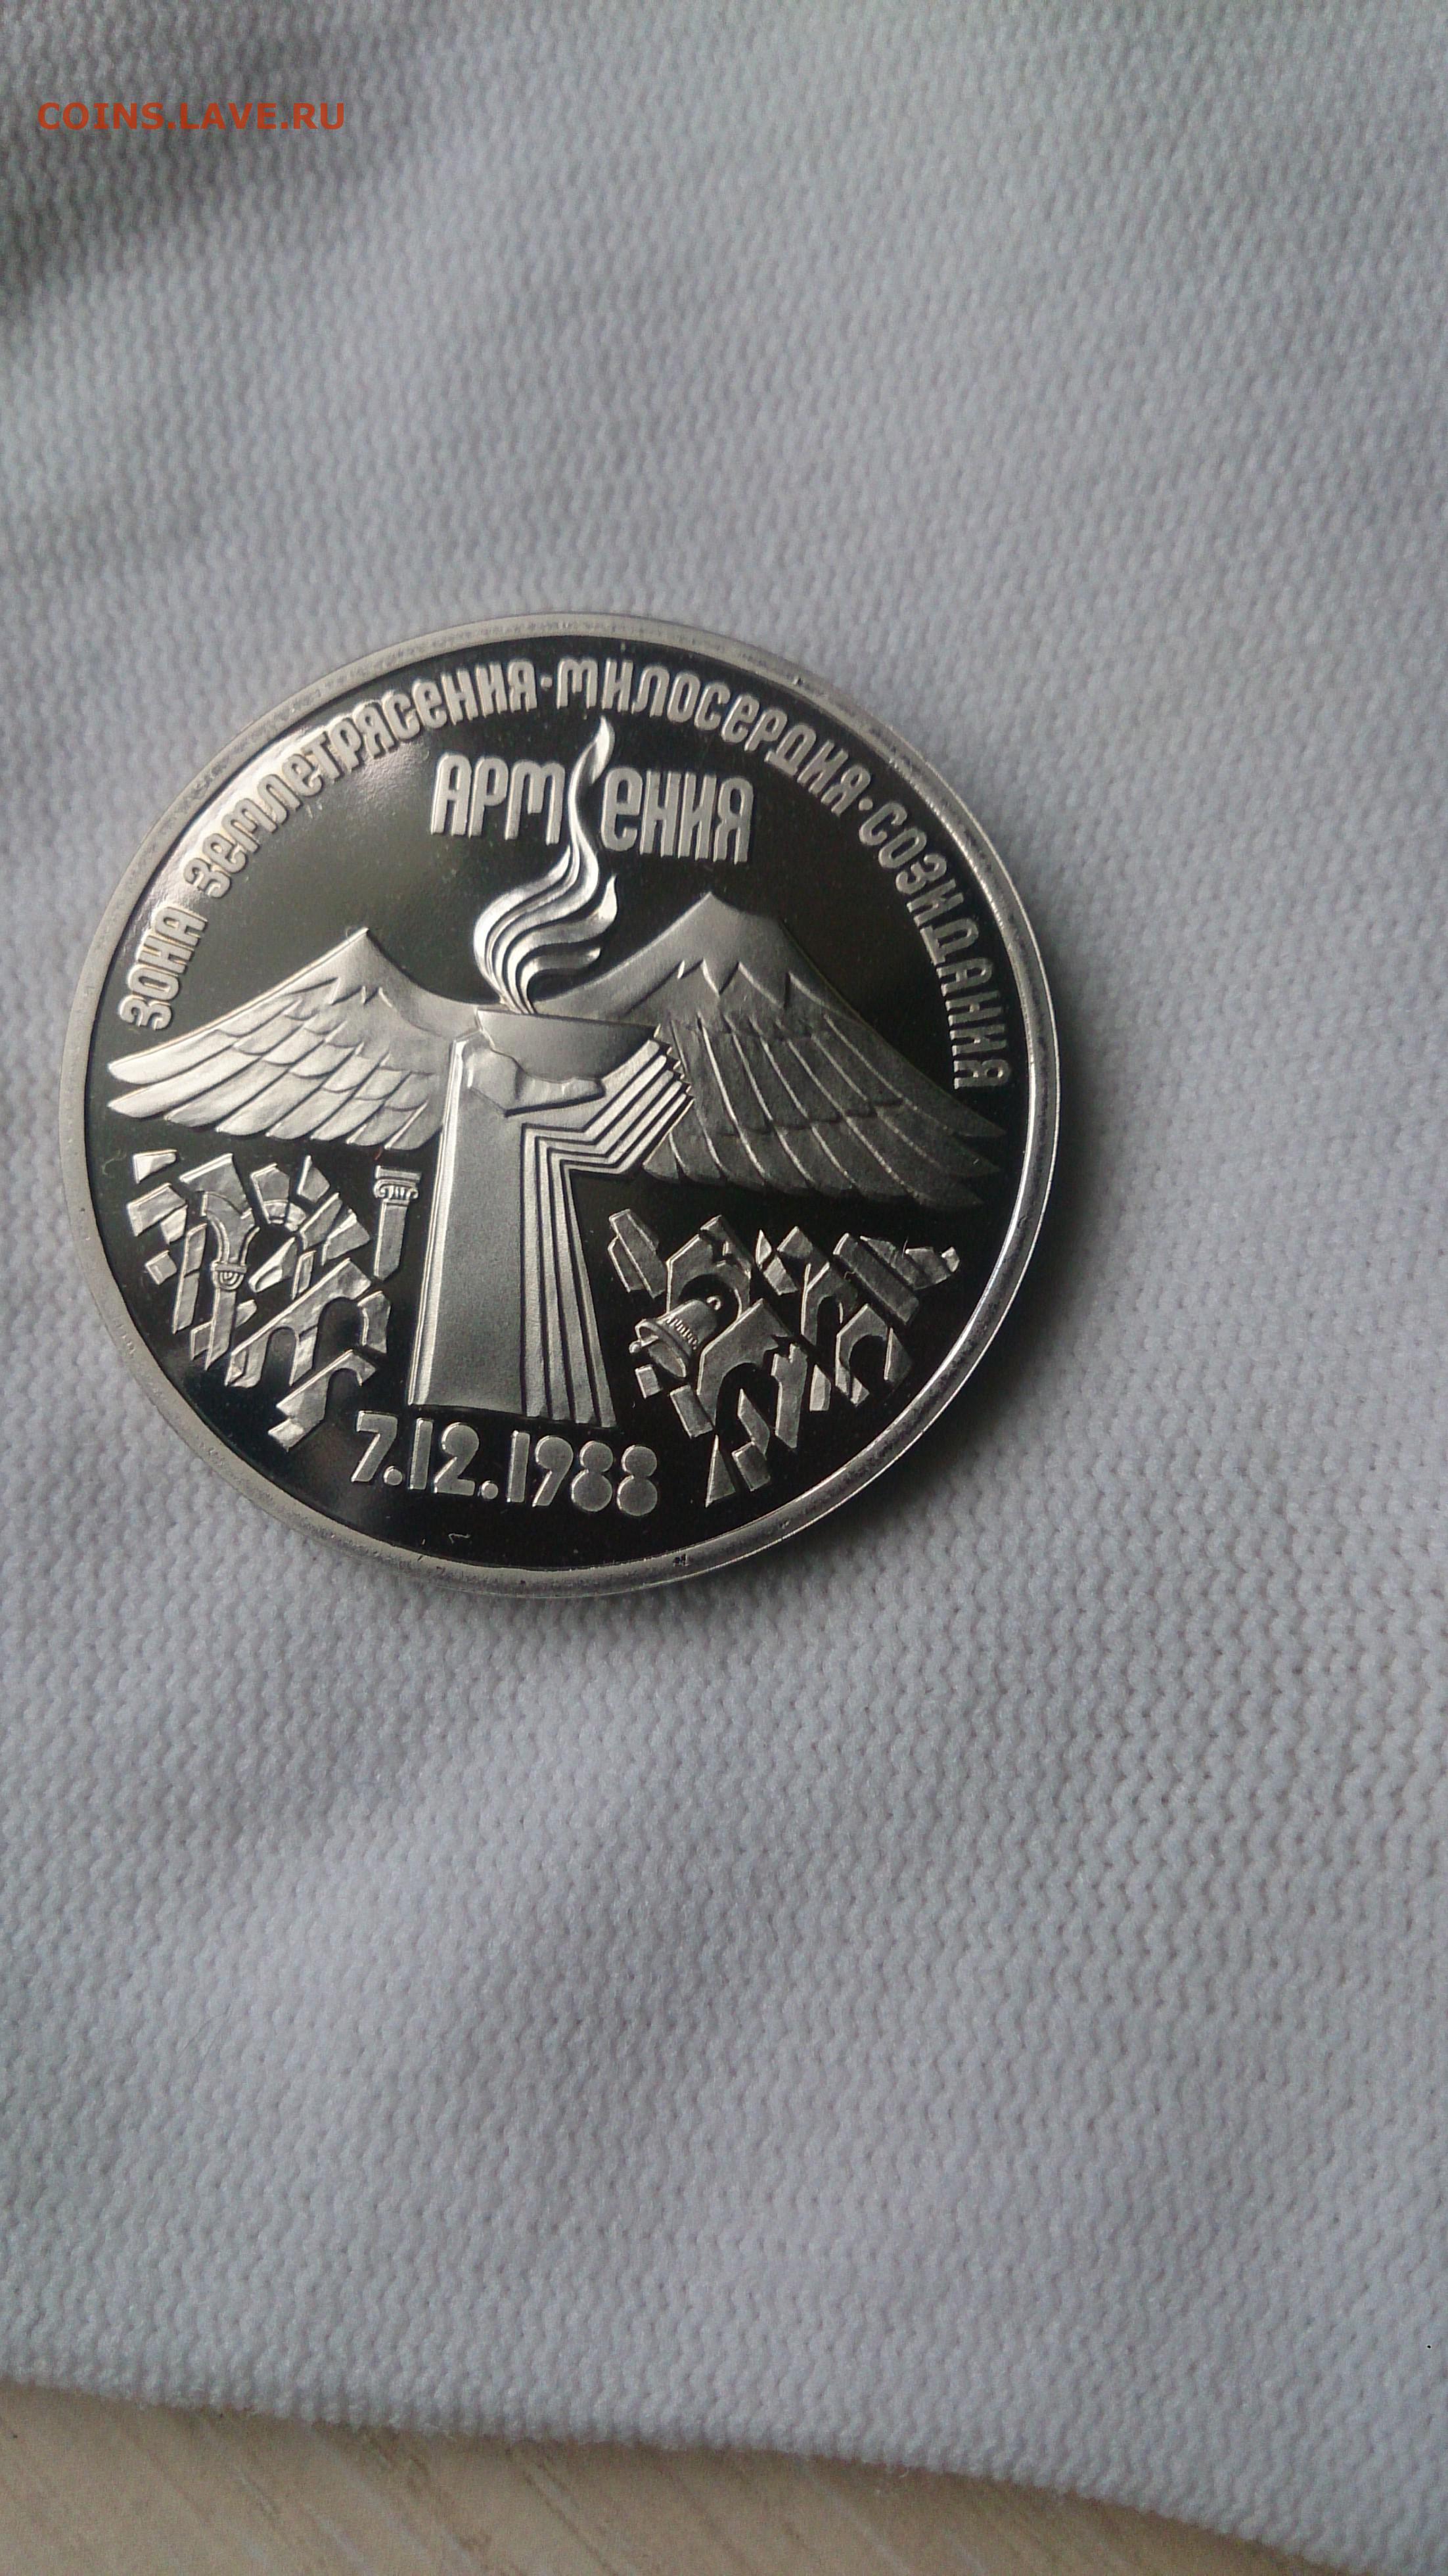 COINS.LAVE.RU
ЗОНА ЗЕМЛЕТРЯСЕНИЯ·МИЛОСЕРДИЯ·СОЗИДАНИЯ
АРМЕНИЯ
7.12.1988